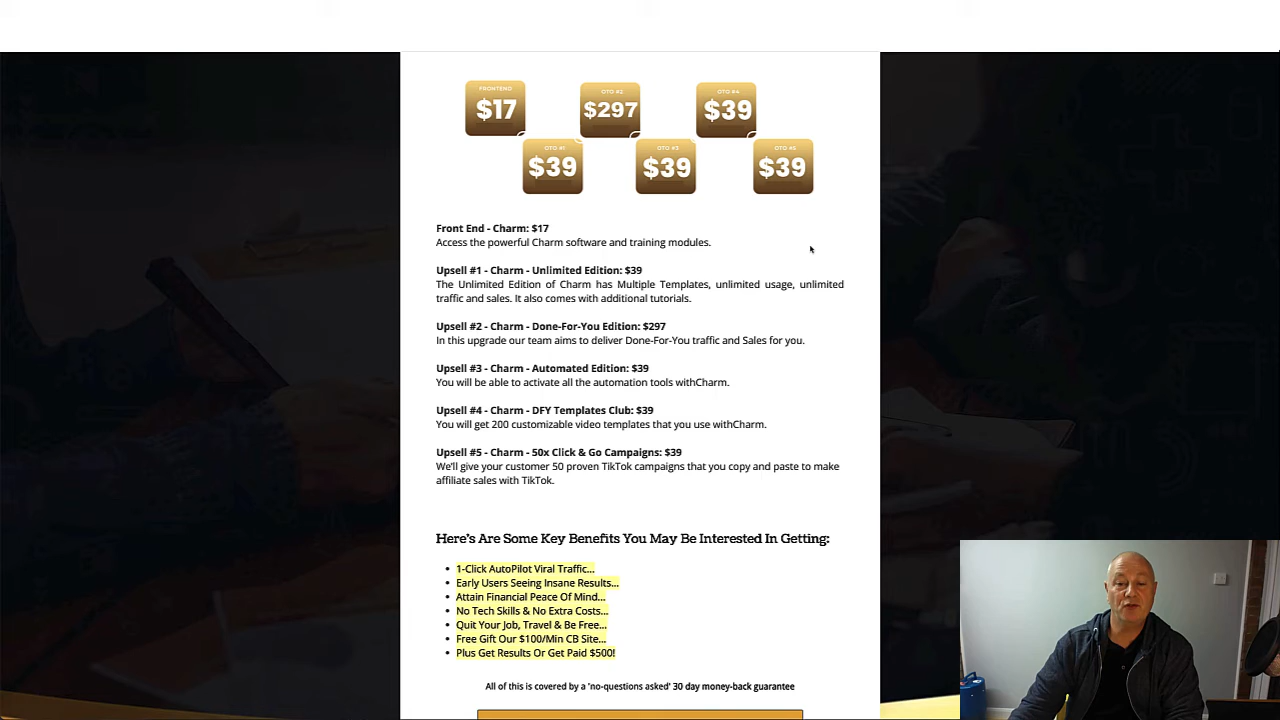 FRONTEND
$17
OTO #2
$297
OTO #4
$39
OTO #1
$39
OTO #3
$39
$39
Front End - Charm: $17
Access the powerful Charm software and training modules.
Upsell #1 - Charm - Unlimited Edition: $39
The Unlimited Edition of Charm has Multiple Templates, unlimited usage, unlimited
traffic and sales. It also comes with additional tutorials.
Upsell #2 - Charm - Done-For-You Edition: $297
In this upgrade our team aims to deliver Done-For-You traffic and Sales for you.
Upsell #3 - Charm - Automated Edition: $39
You will be able to activate all the automation tools withCharm.
Upsell #4 - Charm - DFY Templates Club: $39
You will get 200 customizable video templates that you use withCharm.
Upsell #5 - Charm - 50x Click & Go Campaigns: $39
We'll give your customer 50 proven TikTok campaigns that you copy and paste to make
affiliate sales with TikTok.
Here's Are Some Key Benefits You May Be Interested In Getting:
• 1-Click AutoPilot Viral Traffic...
• Early Users Seeing Insane Results...
• Attain Financial Peace Of Mind...
• No Tech Skills & No Extra Costs...
• Quit Your Job, Travel & Be Free...
• Free Gift Our $100/Min CB Site...
• Plus Get Results Or Get Paid $500!
All of this is covered by a 'no-questions asked' 30 day money-back guarantee